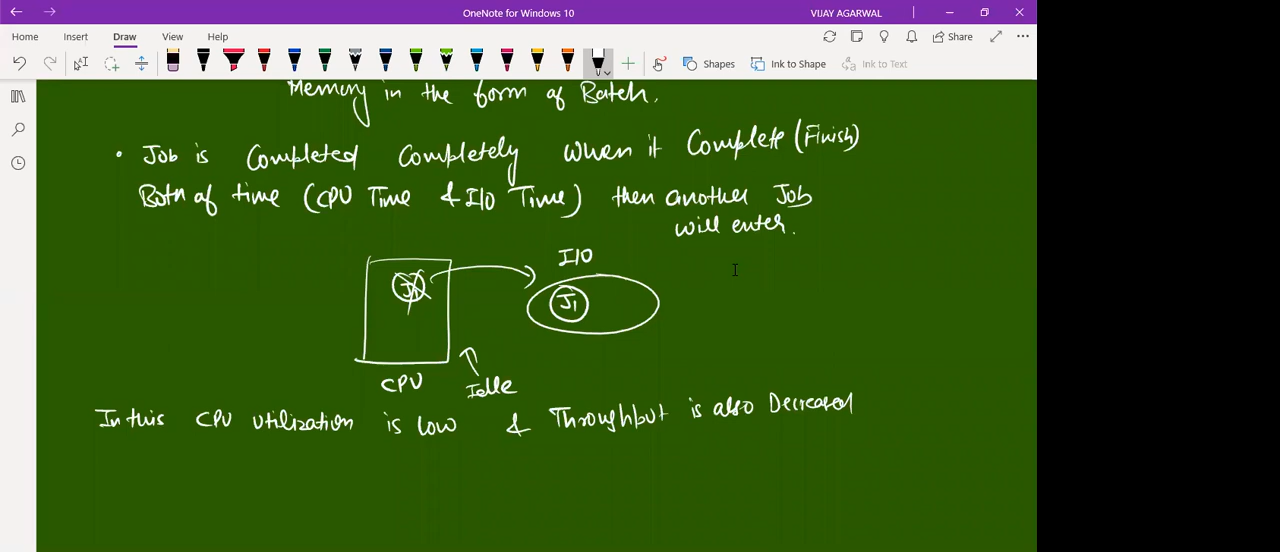 OneNote for Windows 10
VIJAY AGARWAL
Home Insert Draw View Help
Share
Shapes Ink to Shape Ink to Text
Memory in the form of Batch.
• Job is Completed Completely when it Complete (Finish)
Both of time (CPU Time & I/O Time) then another Job
will enter.
I/O
J1 J1
CPU
Idle
In this CPU utilization is low & Throughput is also Decreased